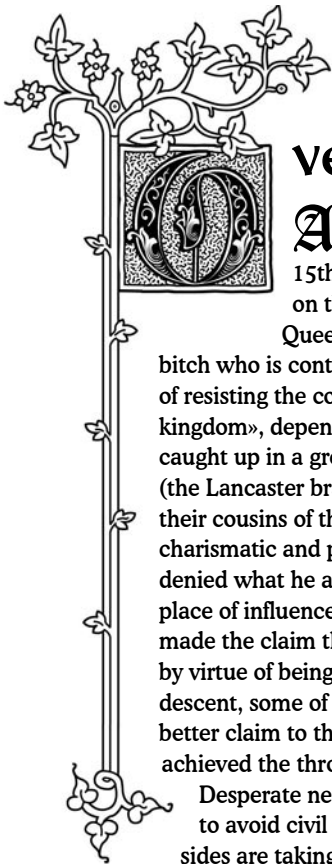 O
ve
A
15th
on t
Quee
bitch who is cont
of resisting the co
kingdom», depen
caught up in a gro
(the Lancaster br
their cousins of th
charismatic and p
denied what he a
place of influence
made the claim th
by virtue of being
descent, some of
better claim to th
achieved the thro
Desperate ne
to avoid civil
sides are taking